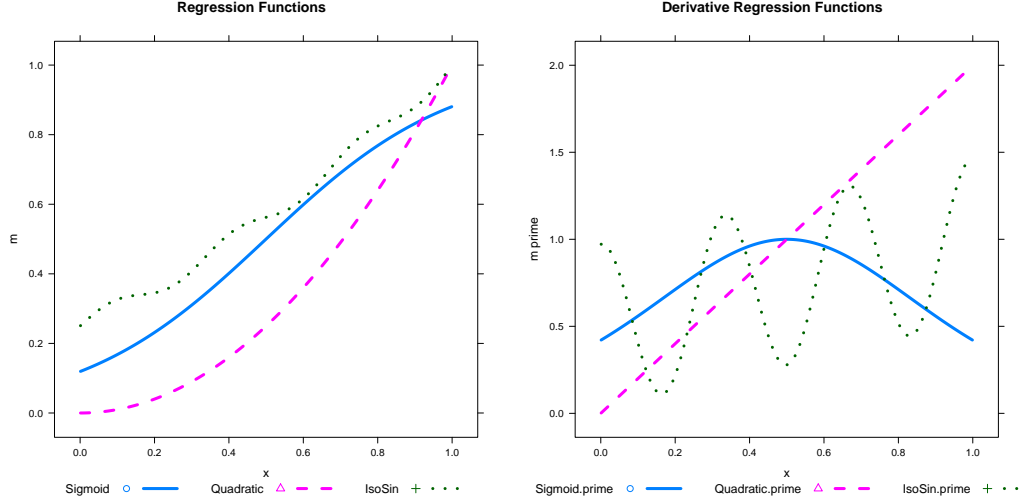 Regression Functions
1.0
0.8
0.6
0.4
0.2
0.0
m
0.0 0.2 0.4 0.6 0.8 1.0
x
Sigmoid Quadratic IsoSin
Derivative Regression Functions
2.0
1.5
1.0
0.5
0.0
m prime
0.0 0.2 0.4 0.6 0.8 1.0
x
Sigmoid.prime Quadratic.prime IsoSin.prime